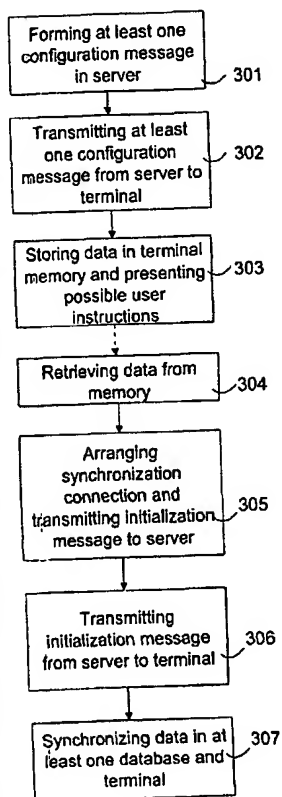 Forming at least one
configuration message
in server
301
Transmitting at least
one configuration
message from server to
terminal
302
Storing data in terminal
memory and presenting
possible user
instructions
303
Retrieving data from
memory
304
Arranging
synchronization
connection and
transmitting initialization
message to server
305
Transmitting
initialization message
from server to terminal
306
Synchronizing data in at
least one database and
terminal
307